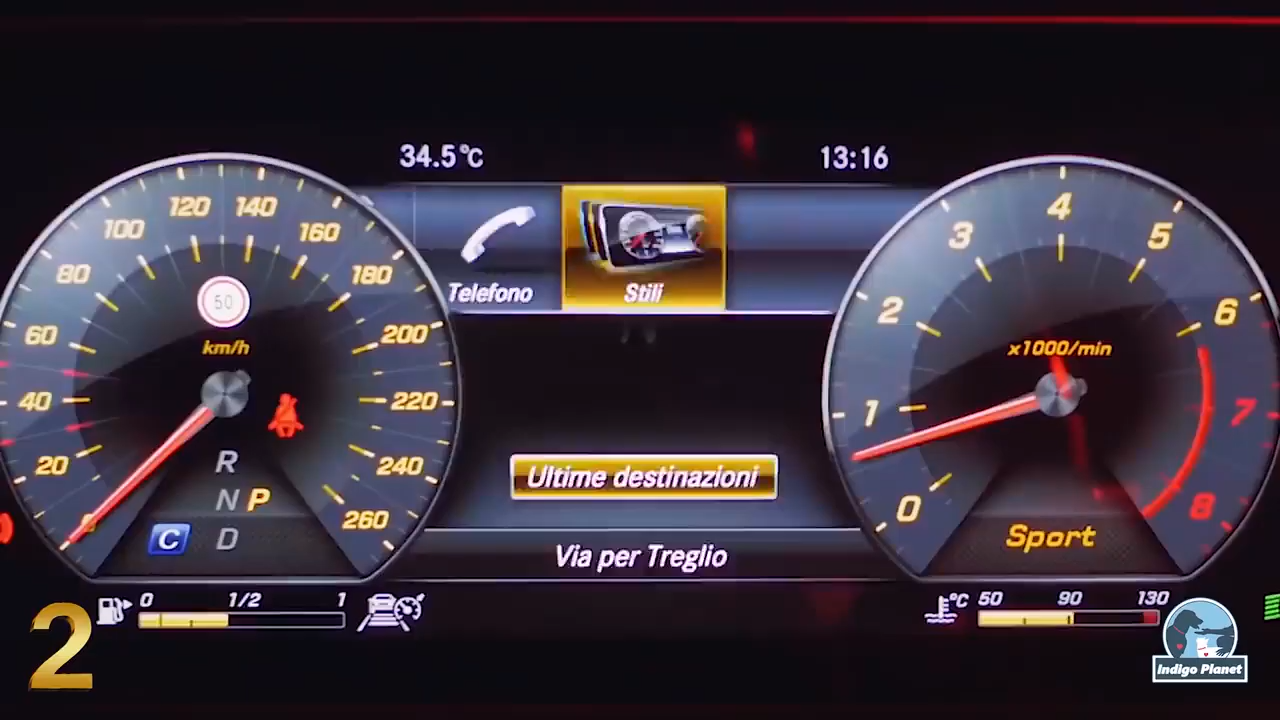 34.5°C
13:16
Telefono
Stili
0
20
40
60
80
100
120
140
160
180
200
220
240
260
50
km/h
R
N P
C D
Ultime destinazioni
Via per Treglio
0
1
2
3
4
5
6
7
8
x1000/min
Sport
0 1/2 1
°C 50 90 130
2
Indigo Planet